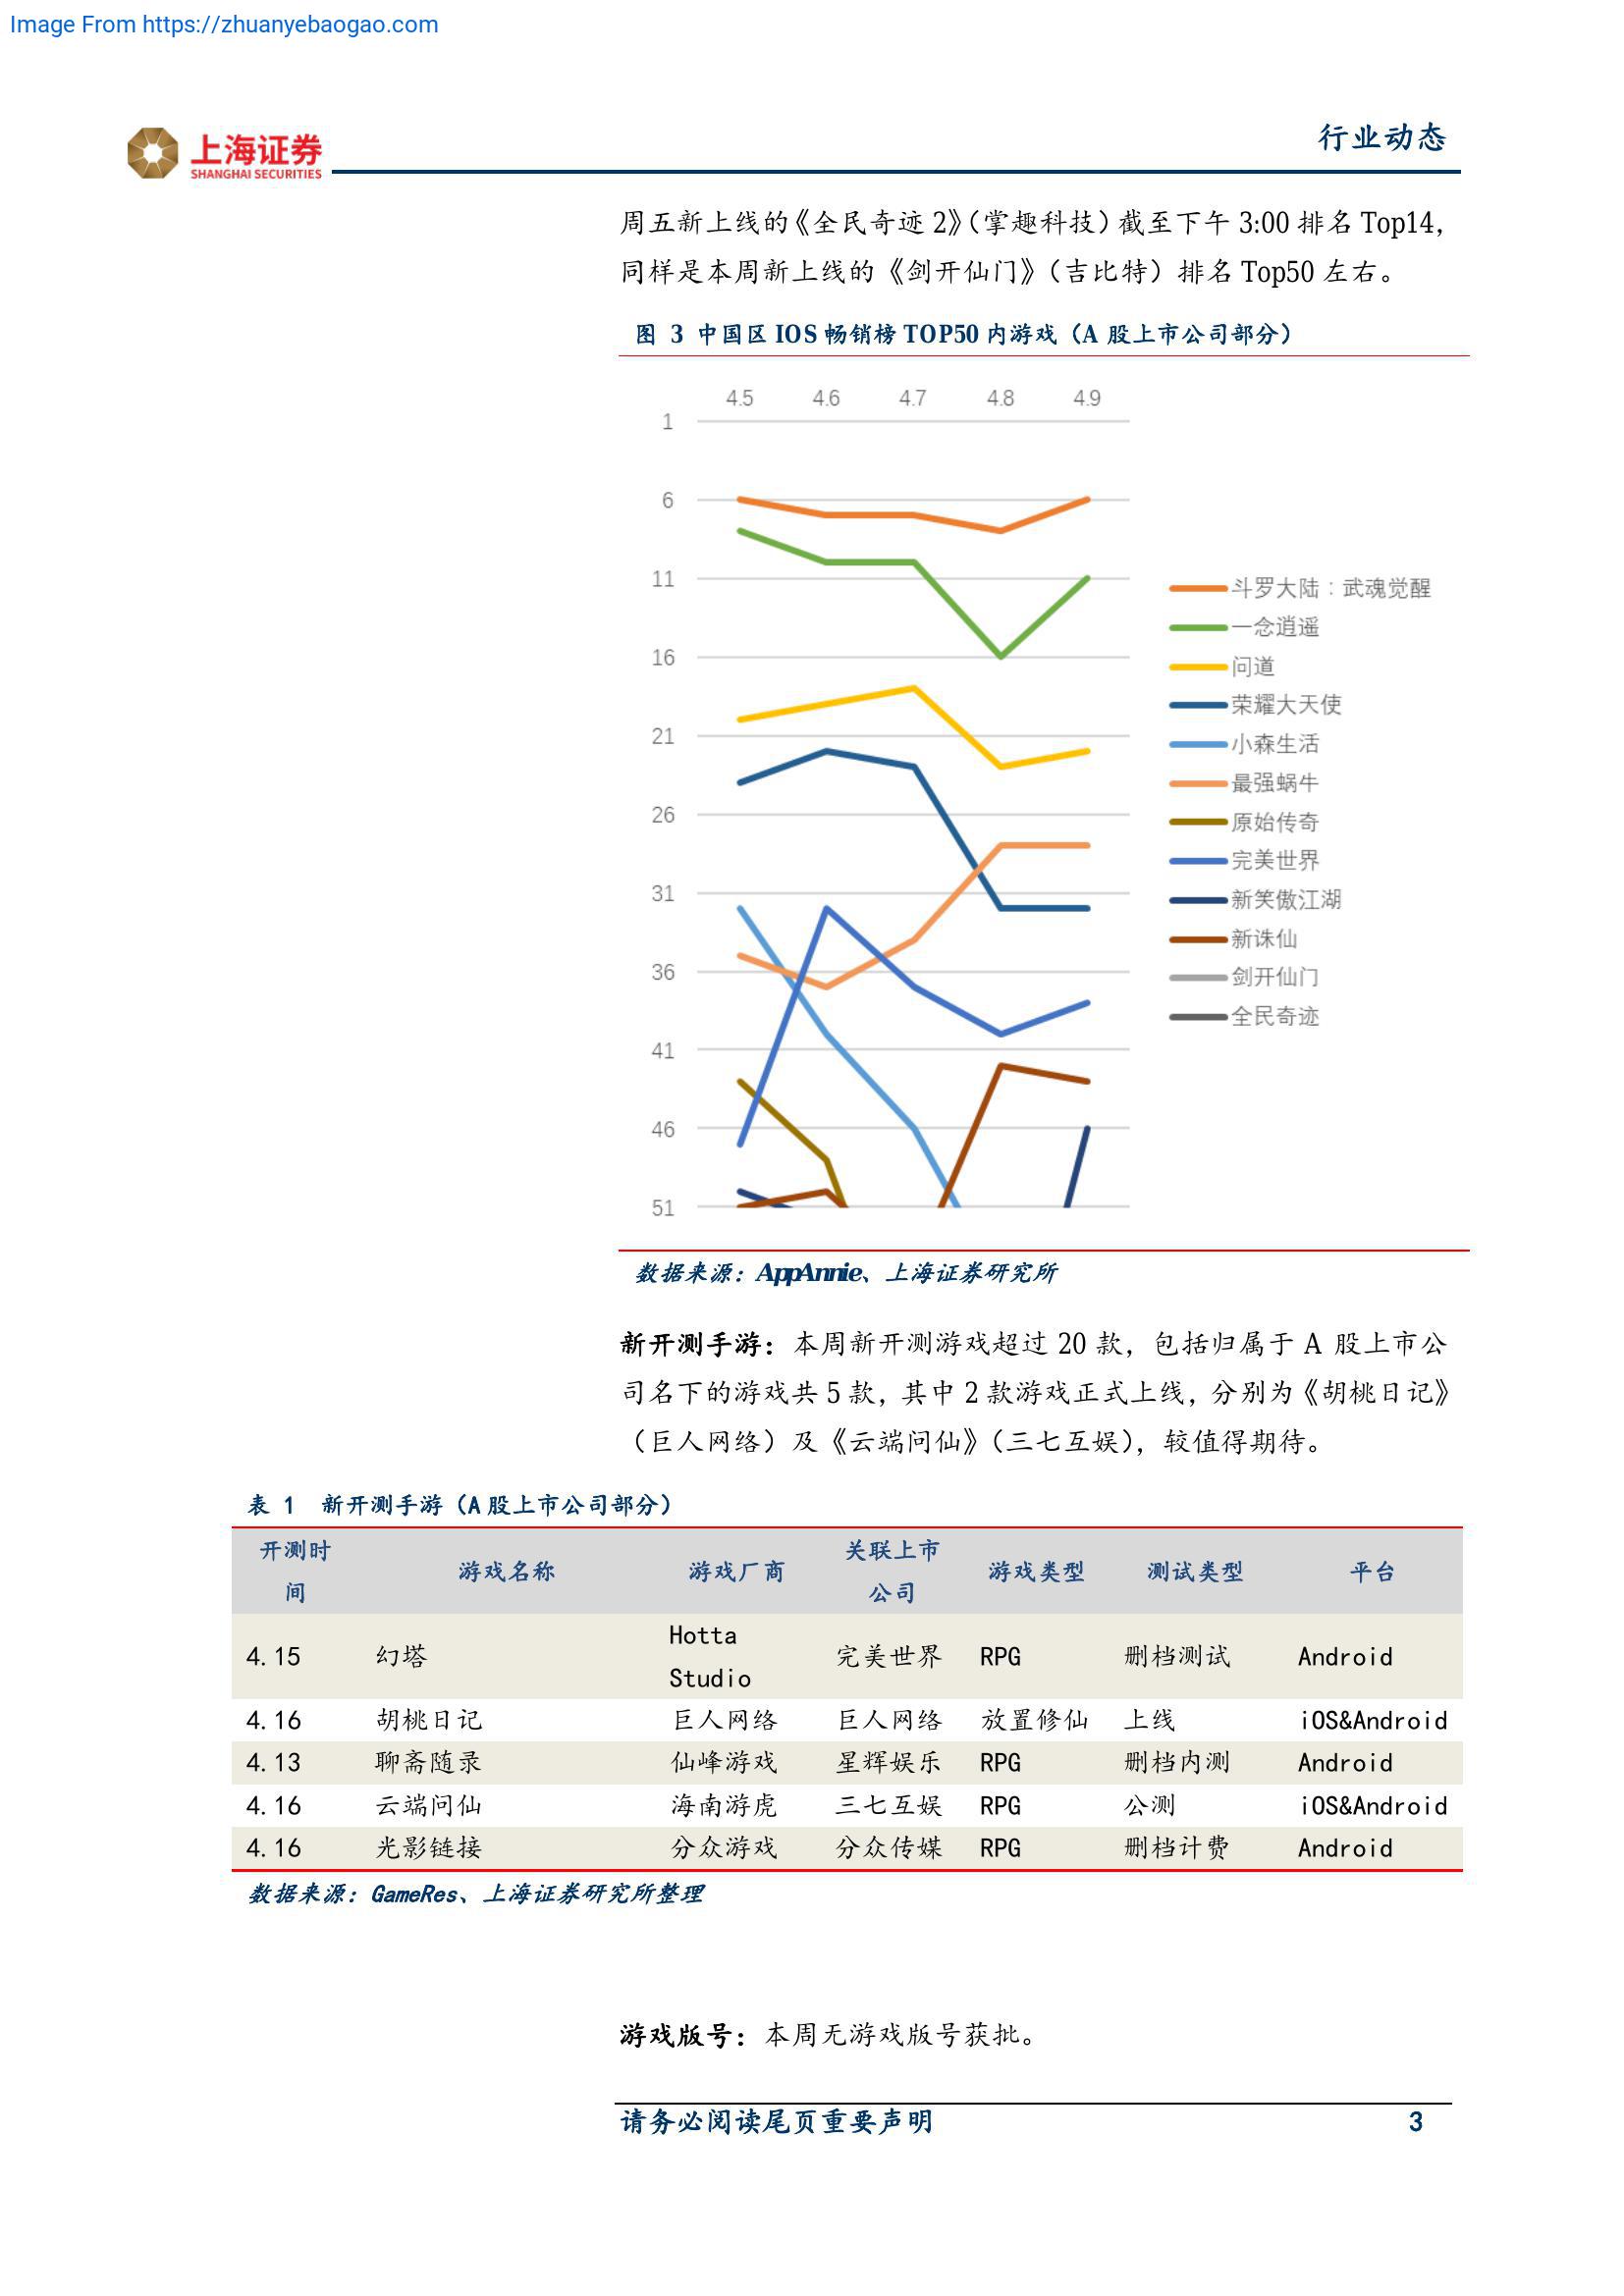 Image From https://zhuanyebaogao.com
上海证券
SHANGHAI SECURITIES
行业动态
周五新上线的《全民奇迹 2》（掌趣科技）截至下午 3:00 排名 Top14，
同样是本周新上线的《剑开仙门》（吉比特）排名 Top50 左右。
图 3 中国区 IOS 畅销榜 TOP50 内游戏（A 股上市公司部分）
4.5 4.6 4.7 4.8 4.9
1
6
11
16
21
26
31
36
41
46
51
斗罗大陆：武魂觉醒
一念逍遥
问道
荣耀大天使
小森生活
最强蜗牛
原始传奇
完美世界
新笑傲江湖
新诛仙
剑开仙门
全民奇迹
数据来源：AppAnnie、上海证券研究所
新开测手游：本周新开测游戏超过 20 款，包括归属于 A 股上市公
司名下的游戏共 5 款，其中 2 款游戏正式上线，分别为《胡桃日记》
（巨人网络）及《云端问仙》（三七互娱），较值得期待。
表 1 新开测手游（A 股上市公司部分）
开测时间 游戏名称 游戏厂商 关联上市公司 游戏类型 测试类型 平台
4.15 幻塔 Hotta Studio 完美世界 RPG 删档测试 Android
4.16 胡桃日记 巨人网络 巨人网络 放置修仙 上线 iOS&Android
4.13 聊斋随录 仙峰游戏 星辉娱乐 RPG 删档内测 Android
4.16 云端问仙 海南游虎 三七互娱 RPG 公测 iOS&Android
4.16 光影链接 分众游戏 分众传媒 RPG 删档计费 Android
数据来源：GameRes、上海证券研究所整理
游戏版号：本周无游戏版号获批。
请务必阅读尾页重要声明 3